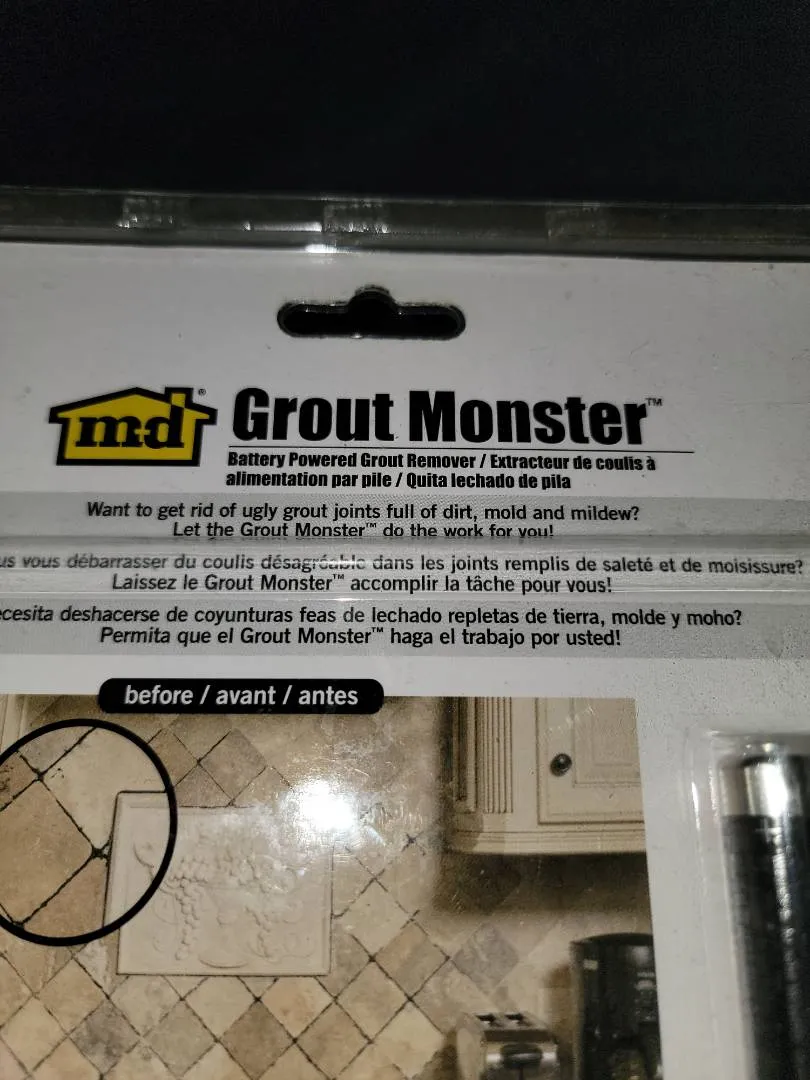 m-d® Grout Monster™
Battery Powered Grout Remover / Extracteur de coulis à
alimentation par pile / Quita lechado de pila
Want to get rid of ugly grout joints full of dirt, mold and mildew?
Let the Grout Monster™ do the work for you!
vous débarrasser du coulis désagréable dans les joints remplis de saleté et de moisissure?
Laissez le Grout Monster™ accomplir la tâche pour vous!
cesita deshacerse de coyunturas feas de lechado repletas de tierra, molde y moho?
Permita que el Grout Monster™ haga el trabajo por usted!
before / avant / antes